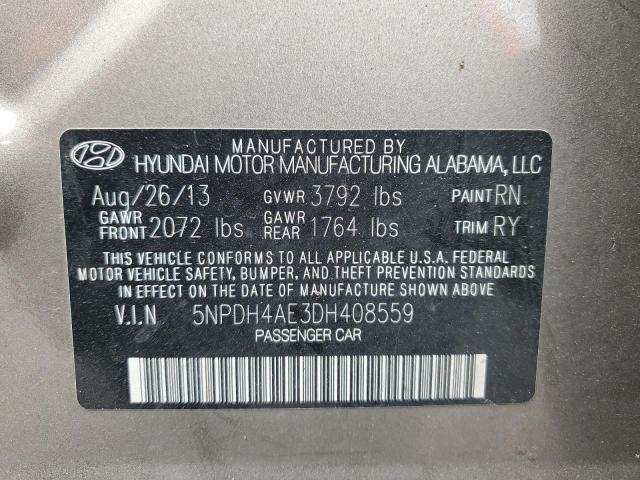 MANUFACTURED BY
HYUNDAI MOTOR MANUFACTURING ALABAMA, LLC
Aug/26/13 GVWR 3792 lbs PAINT RN
GAWR FRONT 2072 lbs GAWR REAR 1764 lbs TRIM RY
THIS VEHICLE CONFORMS TO ALL APPLICABLE U.S.A. FEDERAL
MOTOR VEHICLE SAFETY, BUMPER, AND THEFT PREVENTION
STANDARDS IN EFFECT ON THE DATE OF MANUFACTURE SHOWN ABOVE.
V.I.N 5NPDH4AE3DH408559
PASSENGER CAR